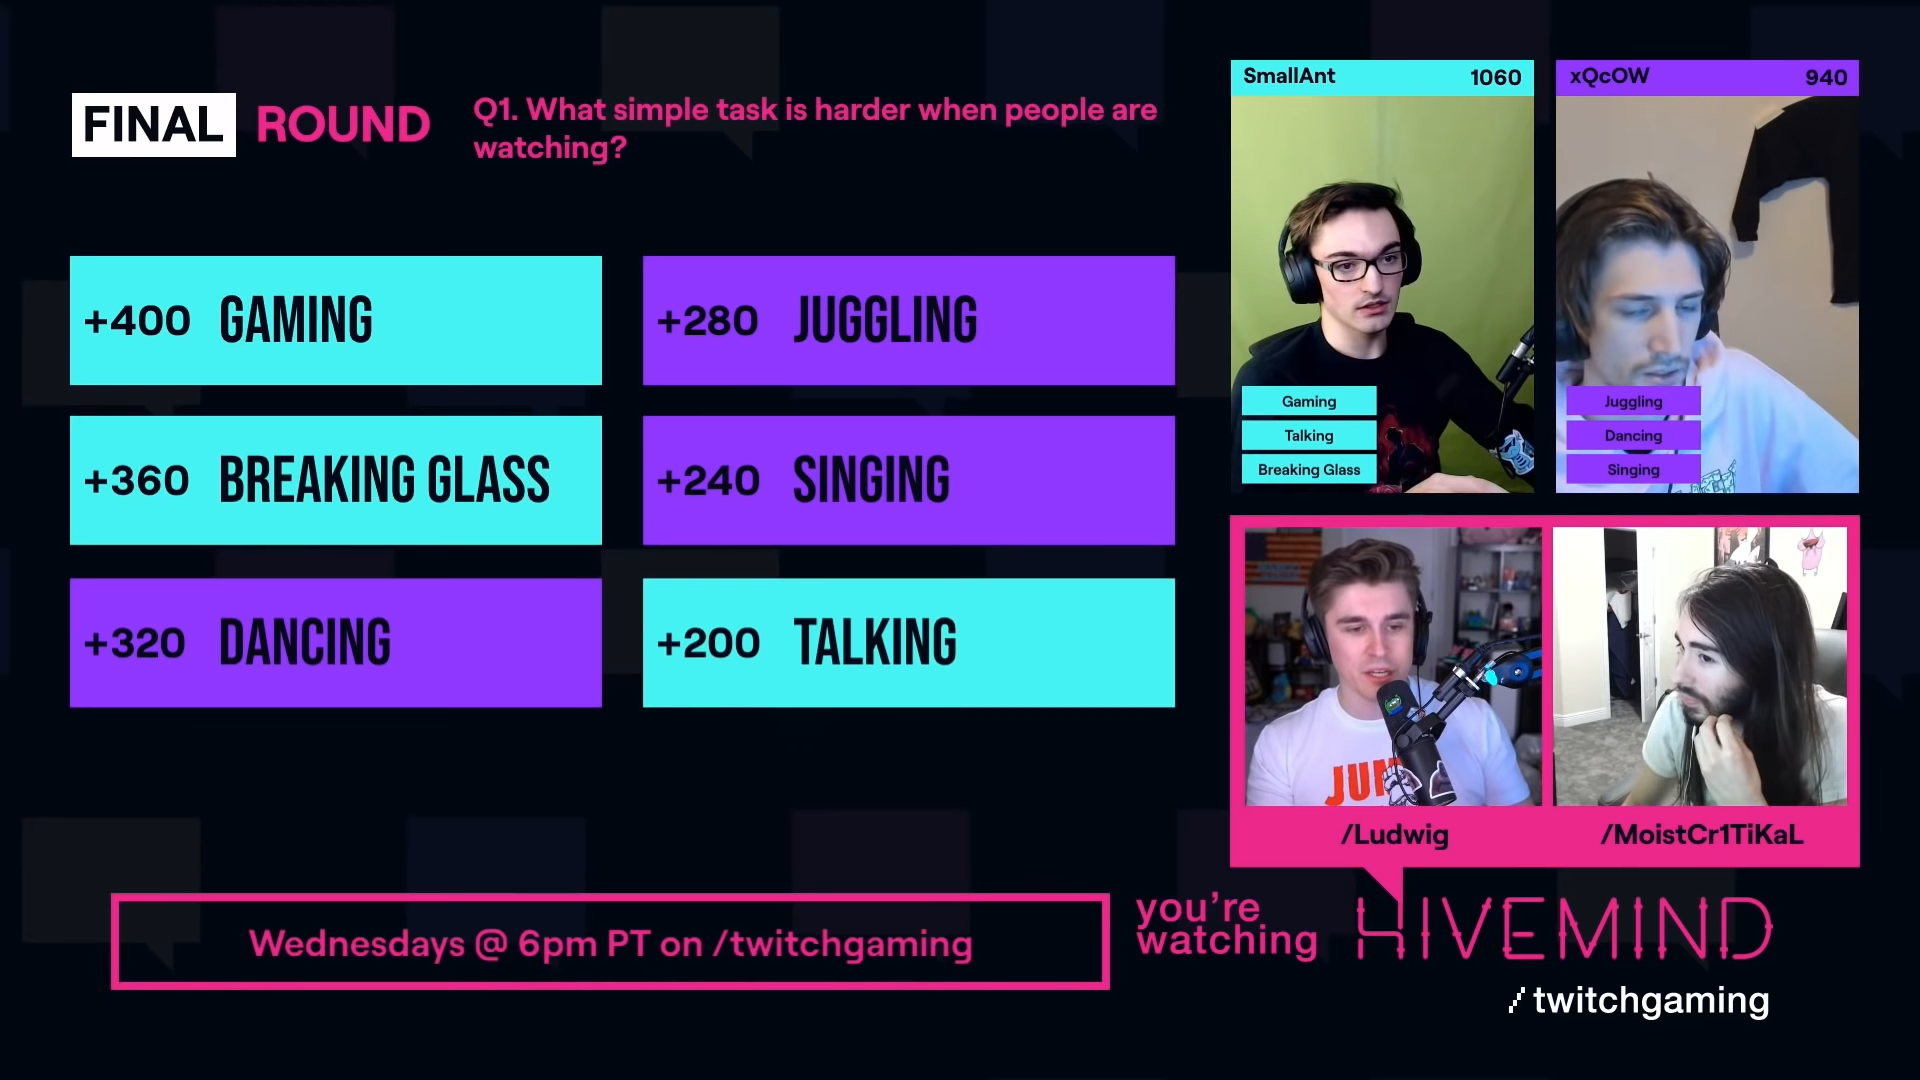 FINAL ROUND
Q1. What simple task is harder when people are
watching?
+400 GAMING
+280 JUGGLING
+360 BREAKING GLASS
+240 SINGING
+320 DANCING
+200 TALKING
SmallAnt 1060
xQcOW 940
Gaming
Talking
Breaking Glass
Juggling
Dancing
Singing
JUM
/Ludwig
/MoistCr1TiKaL
Wednesdays @ 6pm PT on /twitchgaming
you're
watching
HIVEMIND
/twitchgaming